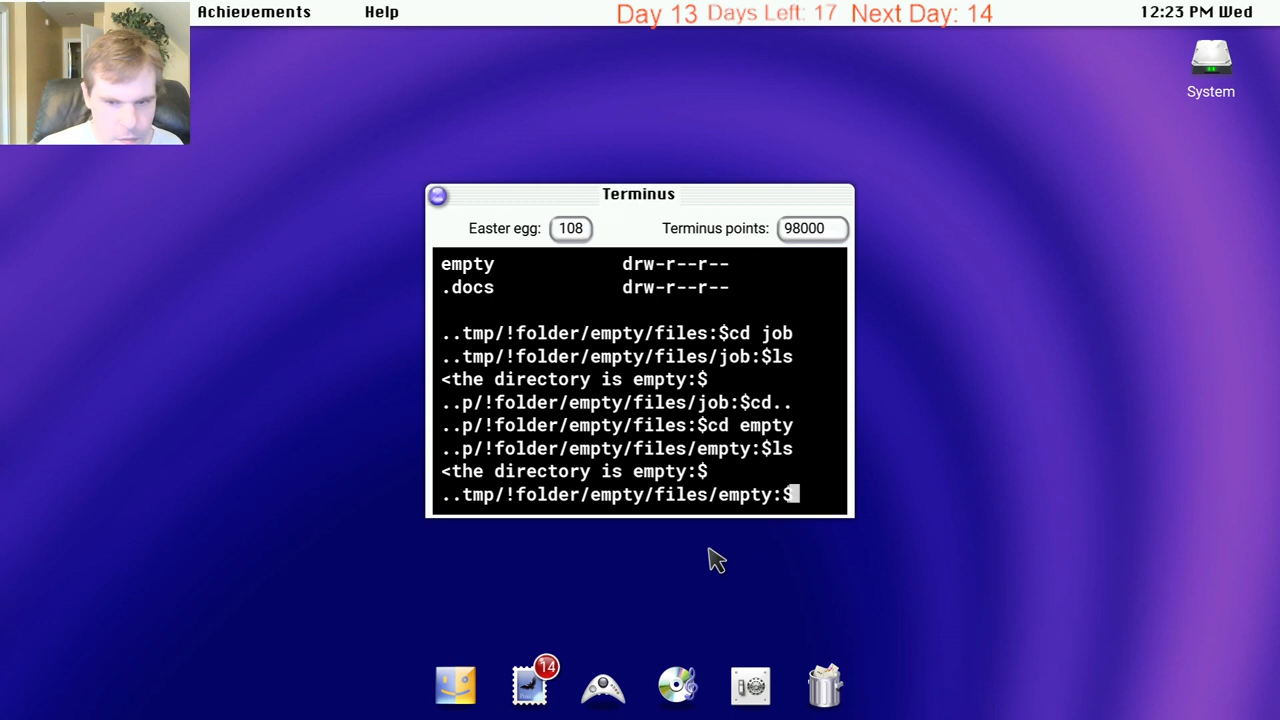 Achievements
Help
Day 13 Days Left: 17 Next Day: 14
12:23 PM Wed
System
Terminus
Easter egg: 108
Terminus points: 98000
empty drw-r--r--
.docs drw-r--r--
..tmp/!folder/empty/files:$cd job
..tmp/!folder/empty/files/job:$ls
<the directory is empty:$
..p/!folder/empty/files/job:$cd..
..p/!folder/empty/files:$cd empty
..p/!folder/empty/files/empty:$ls
<the directory is empty:$
..tmp/!folder/empty/files/empty:$
14